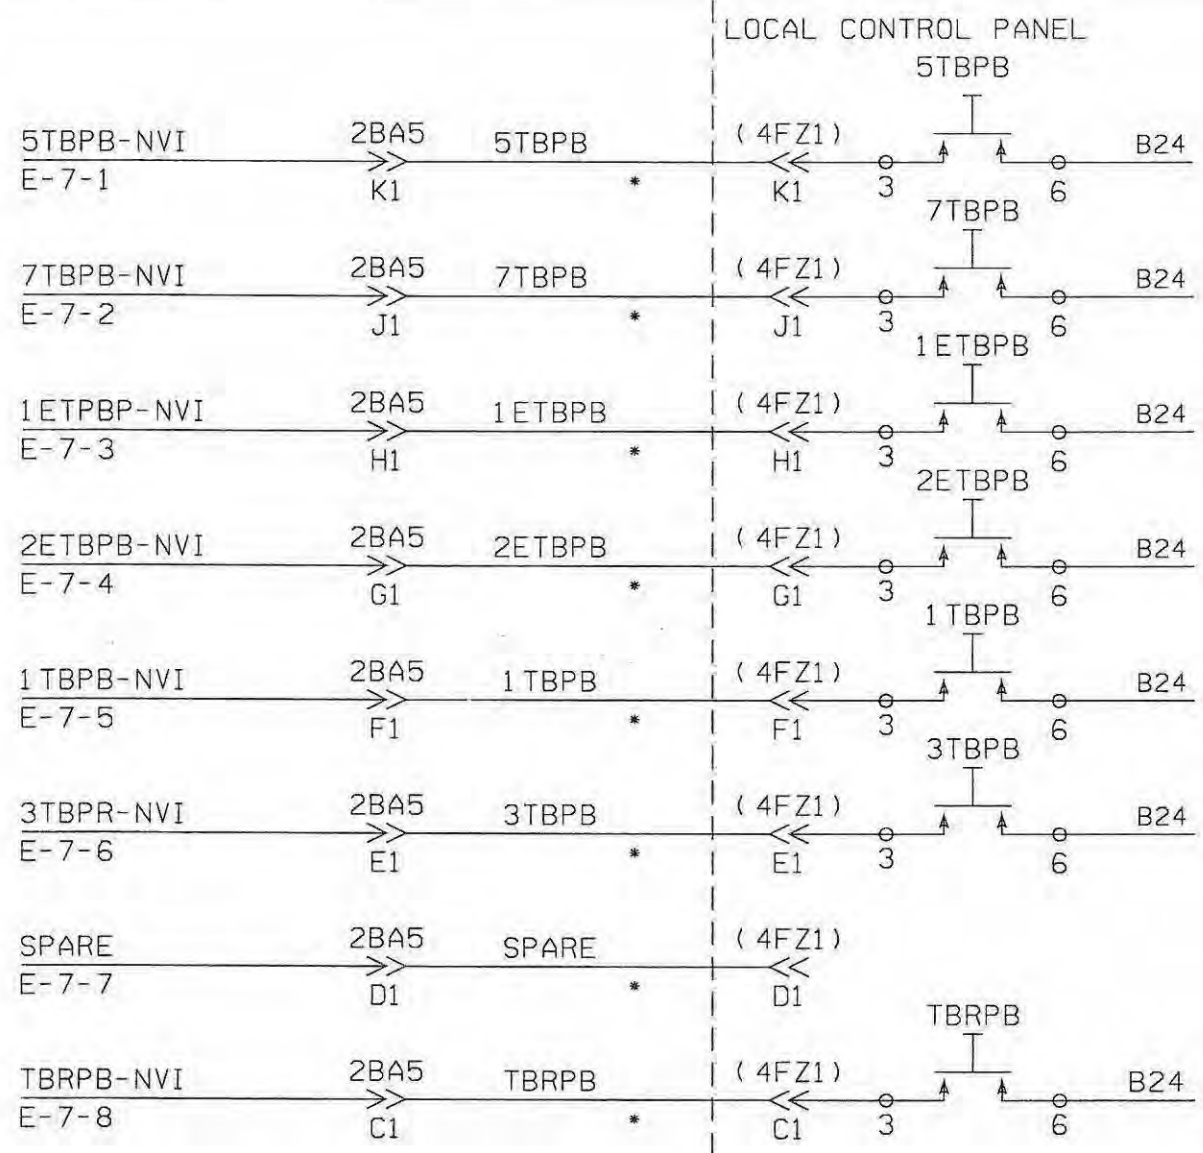 LOCAL CONTROL PANEL
5TBPB
5TBPB-NVI 2BA5 5TBPB (4FZ1) B24
E-7-1 K1 * K1 3 6
7TBPB
7TBPB-NVI 2BA5 7TBPB (4FZ1) B24
E-7-2 J1 * J1 3 6
1ETBPB
1ETPBP-NVI 2BA5 1ETBPB (4FZ1) B24
E-7-3 H1 * H1 3 6
2ETBPB
2ETBPB-NVI 2BA5 2ETBPB (4FZ1) B24
E-7-4 G1 * G1 3 6
1TBPB
1TBPB-NVI 2BA5 1TBPB (4FZ1) B24
E-7-5 F1 * F1 3 6
3TBPB
3TBPR-NVI 2BA5 3TBPB (4FZ1) B24
E-7-6 E1 * E1 3 6
SPARE 2BA5 SPARE (4FZ1)
E-7-7 D1 * D1
TBRPB
TBRPB-NVI 2BA5 TBRPB (4FZ1) B24
E-7-8 C1 * C1 3 6